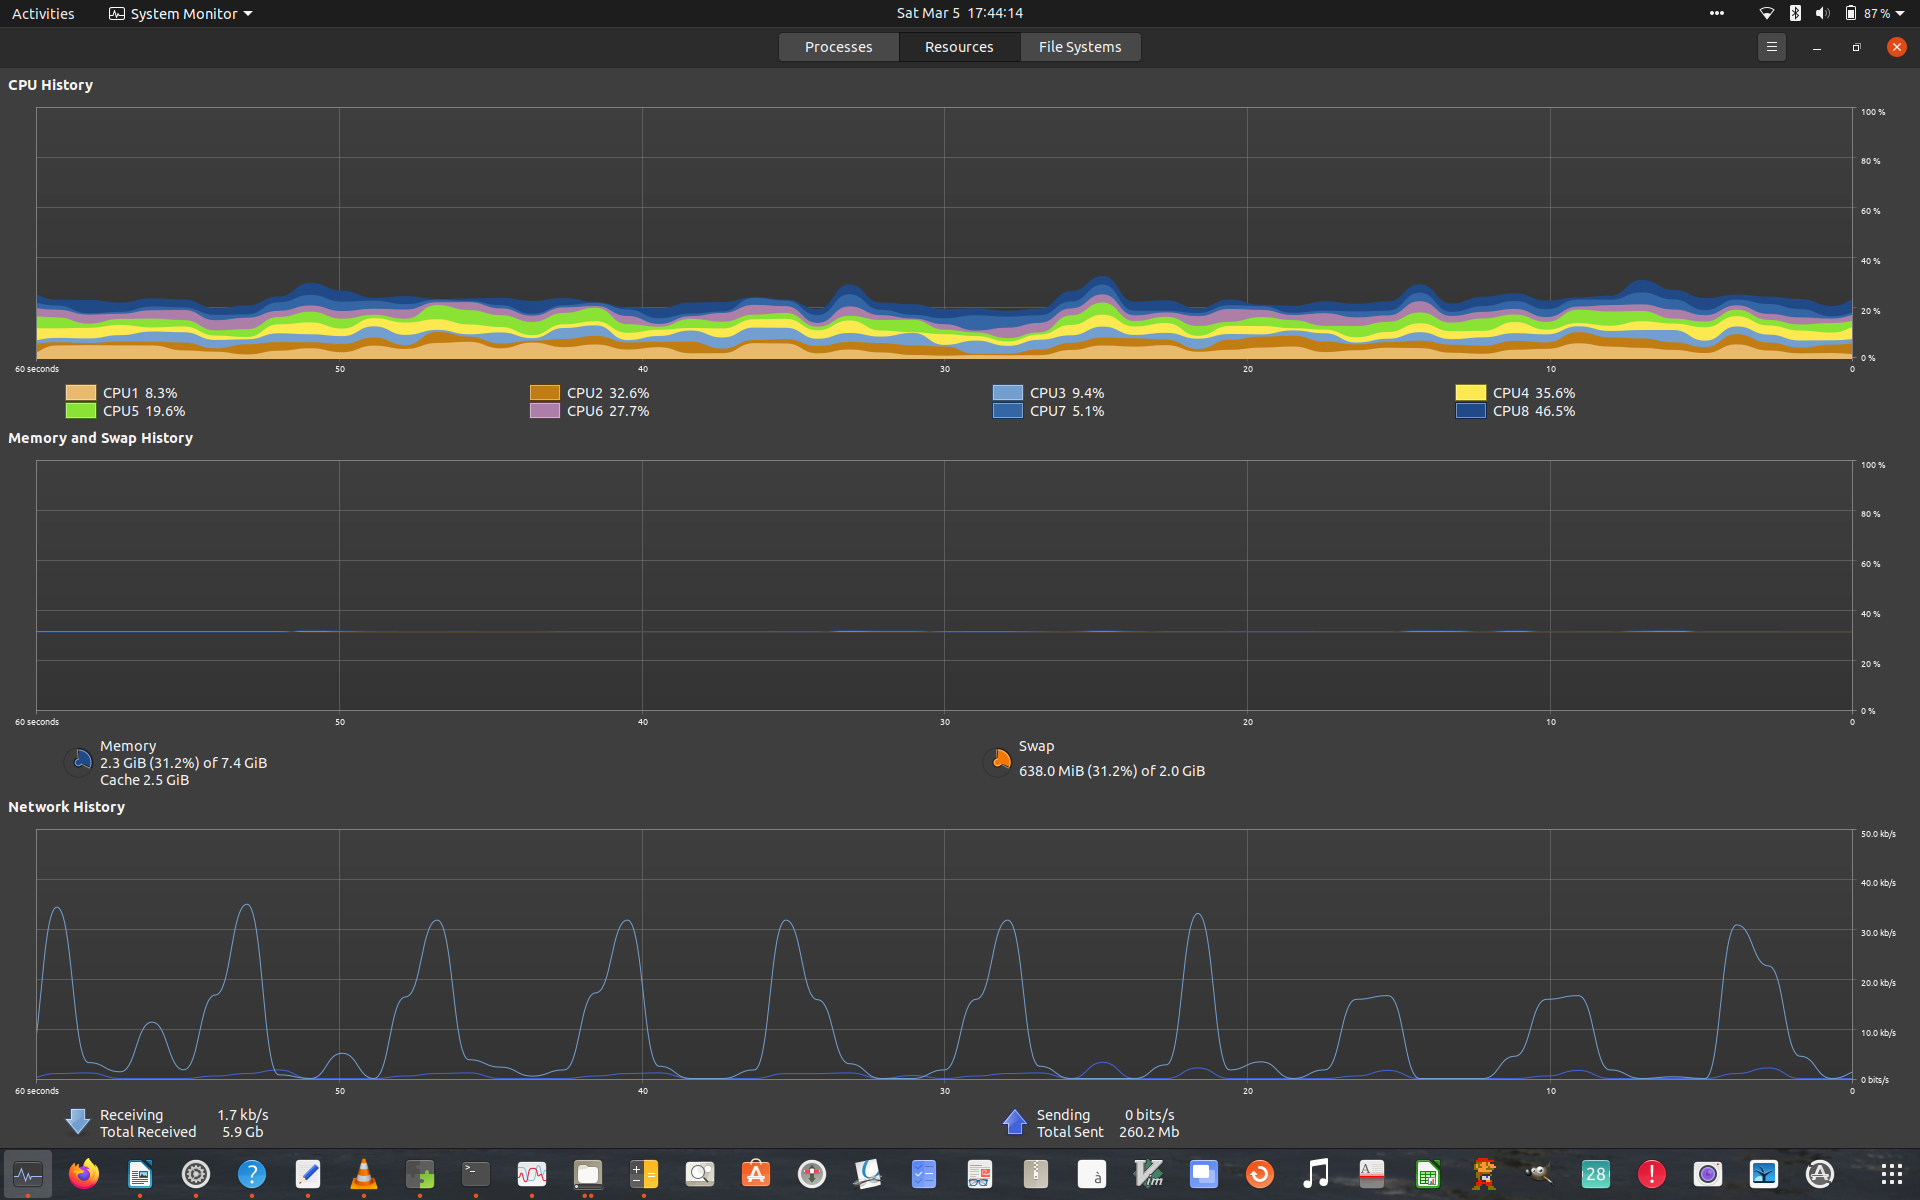 Activities System Monitor Sat Mar 5 17:44:14 87 %
Processes Resources File Systems
CPU History
100 %
80 %
60 %
40 %
20 %
0 %
60 seconds 50 40 30 20 10 0
CPU1 8.3% CPU2 32.6% CPU3 9.4% CPU4 35.6%
CPU5 19.6% CPU6 27.7% CPU7 5.1% CPU8 46.5%
Memory and Swap History
100 %
80 %
60 %
40 %
20 %
0 %
60 seconds 50 40 30 20 10 0
Memory
2.3 GiB (31.2%) of 7.4 GiB
Cache 2.5 GiB
Swap
638.0 MiB (31.2%) of 2.0 GiB
Network History
50.0 kb/s
40.0 kb/s
30.0 kb/s
20.0 kb/s
10.0 kb/s
0 bits/s
60 seconds 50 40 30 20 10 0
Receiving 1.7 kb/s
Total Received 5.9 Gb
Sending 0 bits/s
Total Sent 260.2 Mb
? >_ A à Vim A 28 !